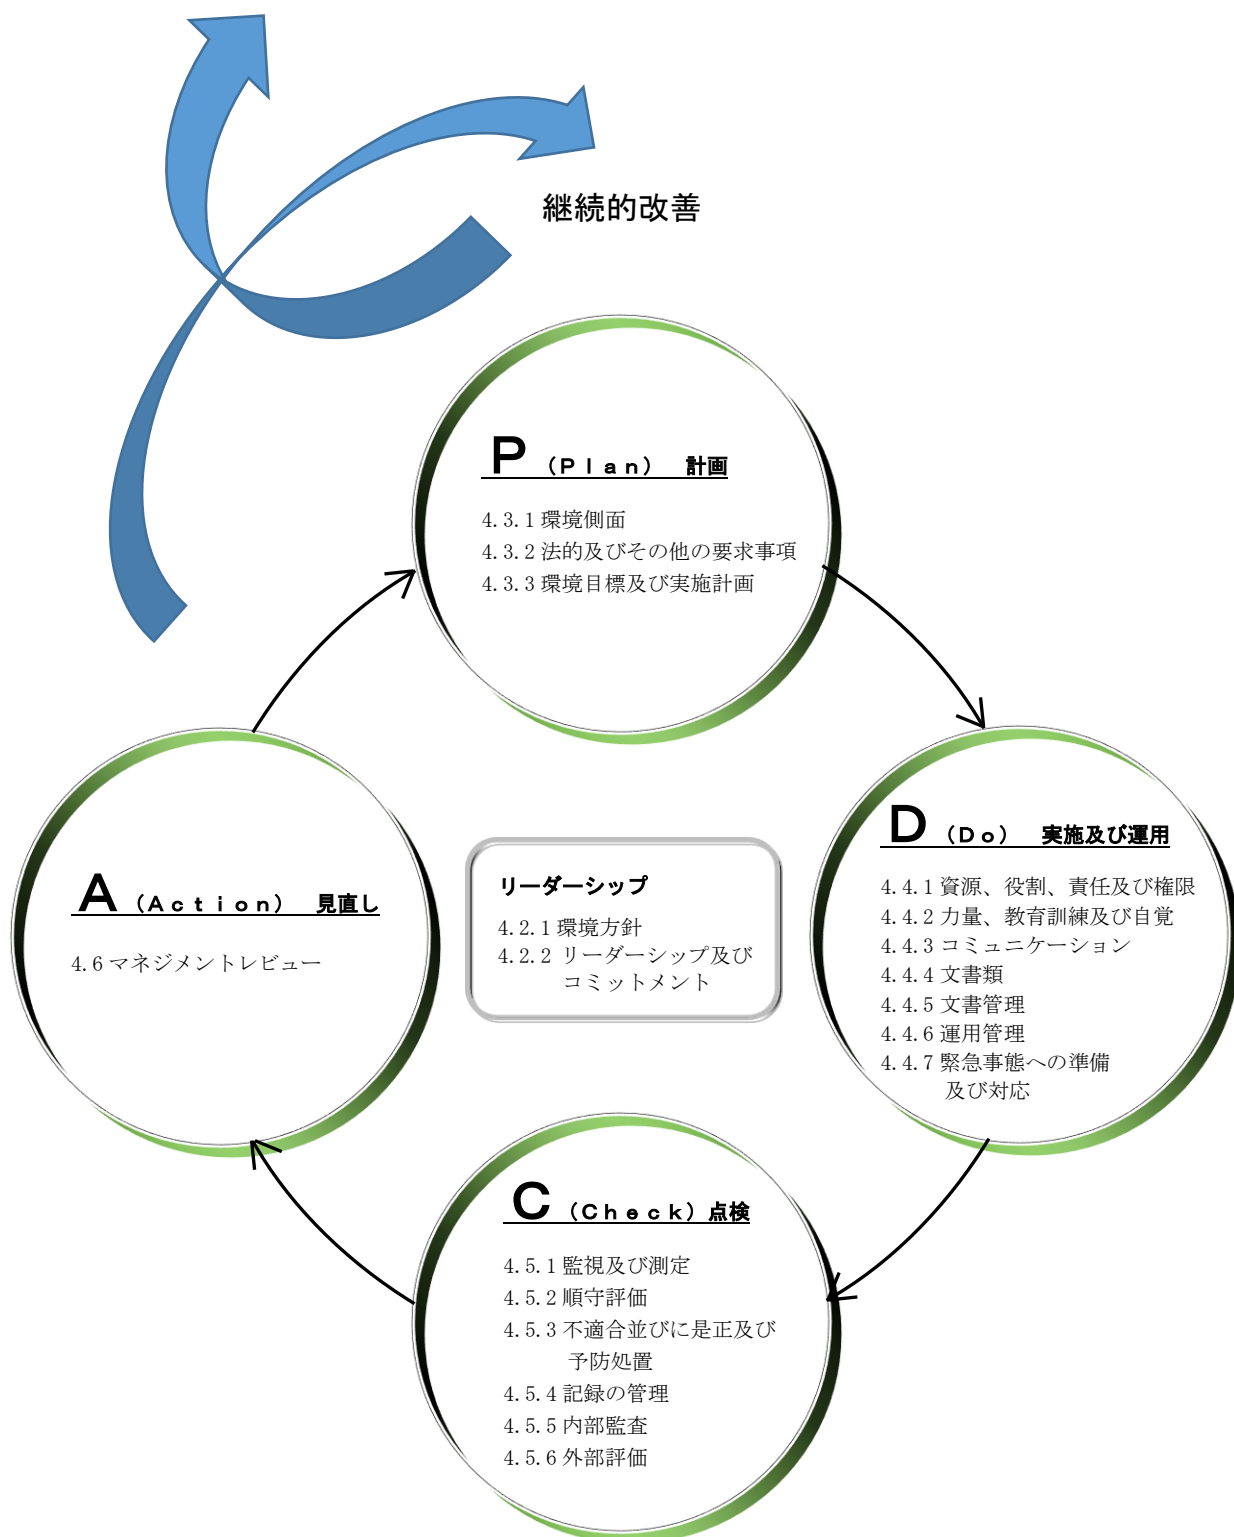 継続的改善
P (Plan) 計画
4.3.1 環境側面
4.3.2 法的及びその他の要求事項
4.3.3 環境目標及び実施計画
D (Do) 実施及び運用
4.4.1 資源、役割、責任及び権限
4.4.2 力量、教育訓練及び自覚
4.4.3 コミュニケーション
4.4.4 文書類
4.4.5 文書管理
4.4.6 運用管理
4.4.7 緊急事態への準備
及び対応
リーダーシップ
4.2.1 環境方針
4.2.2 リーダーシップ及び
コミットメント
A (Action) 見直し
4.6 マネジメントレビュー
C (Check) 点検
4.5.1 監視及び測定
4.5.2 順守評価
4.5.3 不適合並びに是正及び
予防処置
4.5.4 記録の管理
4.5.5 内部監査
4.5.6 外部評価